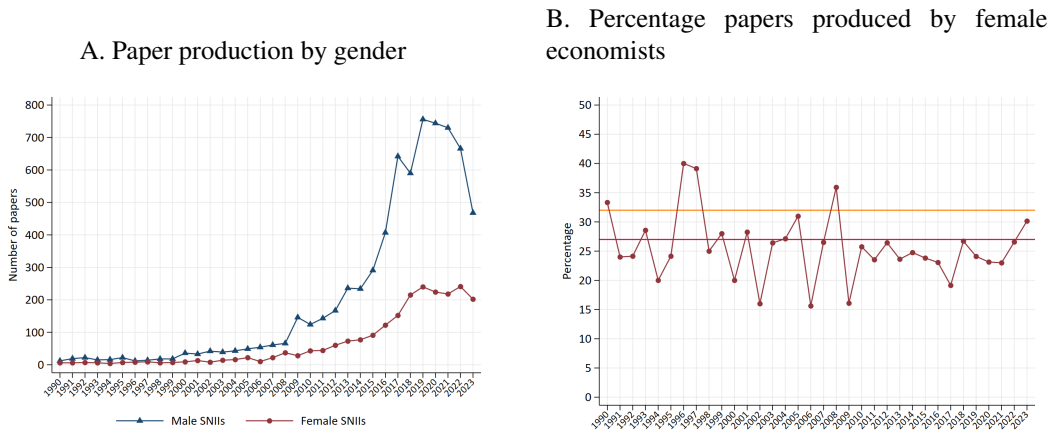 A. Paper production by gender
B. Percentage papers produced by female
economists
800
700
600
500
400
300
200
100
0
Number of papers
1990 1991 1992 1993 1994 1995 1996 1997 1998 1999 2000 2001 2002 2003 2004 2005 2006 2007 2008 2009 2010 2011 2012 2013 2014 2015 2016 2017 2018 2019 2020 2021 2022 2023
Male SNIIs Female SNIIs
50
45
40
35
30
25
20
15
10
5
0
Percentage
1990 1991 1992 1993 1994 1995 1996 1997 1998 1999 2000 2001 2002 2003 2004 2005 2006 2007 2008 2009 2010 2011 2012 2013 2014 2015 2016 2017 2018 2019 2020 2021 2022 2023